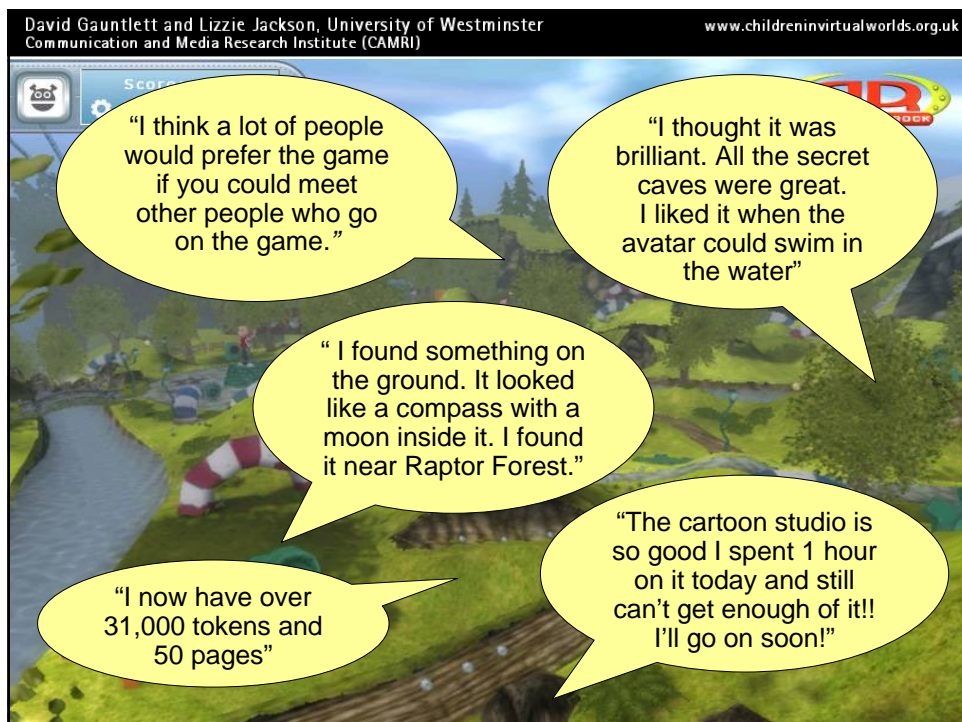 David Gauntlett and Lizzie Jackson, University of Westminster
Communication and Media Research Institute (CAMRI)
www.childreninvirtualworlds.org.uk
“I think a lot of people
would prefer the game
if you could meet
other people who go
on the game.”
“I thought it was
brilliant. All the secret
caves were great.
I liked it when the
avatar could swim in
the water”
“ I found something on
the ground. It looked
like a compass with a
moon inside it. I found
it near Raptor Forest.”
“The cartoon studio is
so good I spent 1 hour
on it today and still
can’t get enough of it!!
I’ll go on soon!”
“I now have over
31,000 tokens and
50 pages”